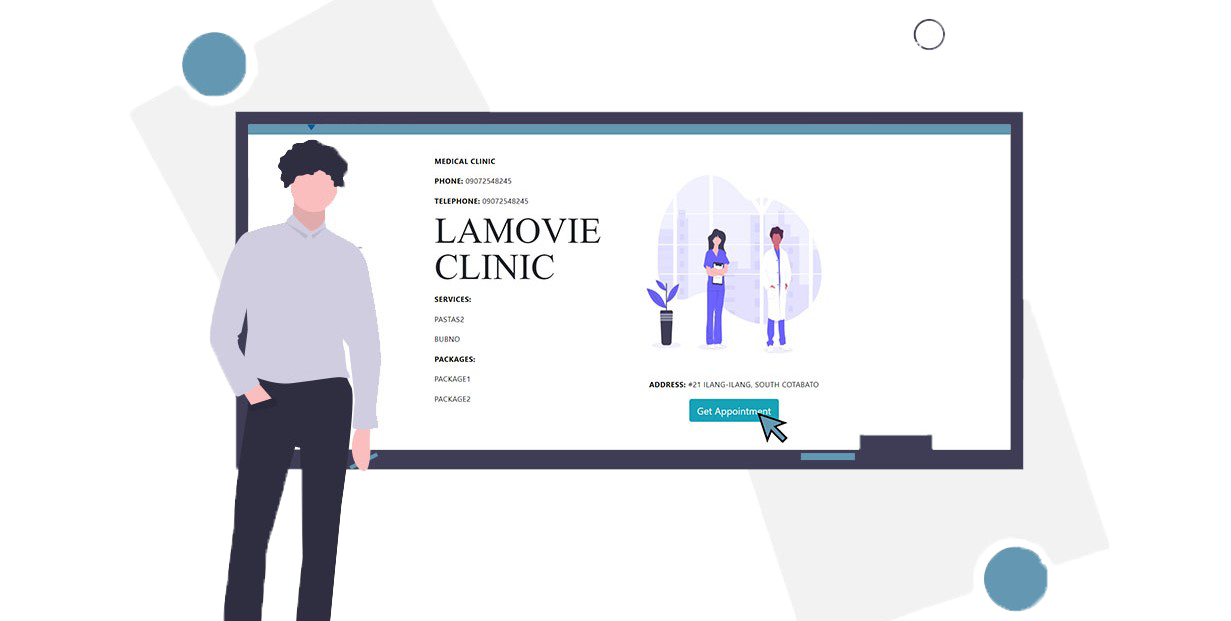 MEDICAL CLINIC
PHONE: 09072548245
TELEPHONE: 09072548245
LAMOVIE
CLINIC
SERVICES:
PASTAS2
BUBNO
PACKAGES:
PACKAGE1
PACKAGE2
ADDRESS: #21 ILANG-ILANG, SOUTH COTABATO
Get Appointment